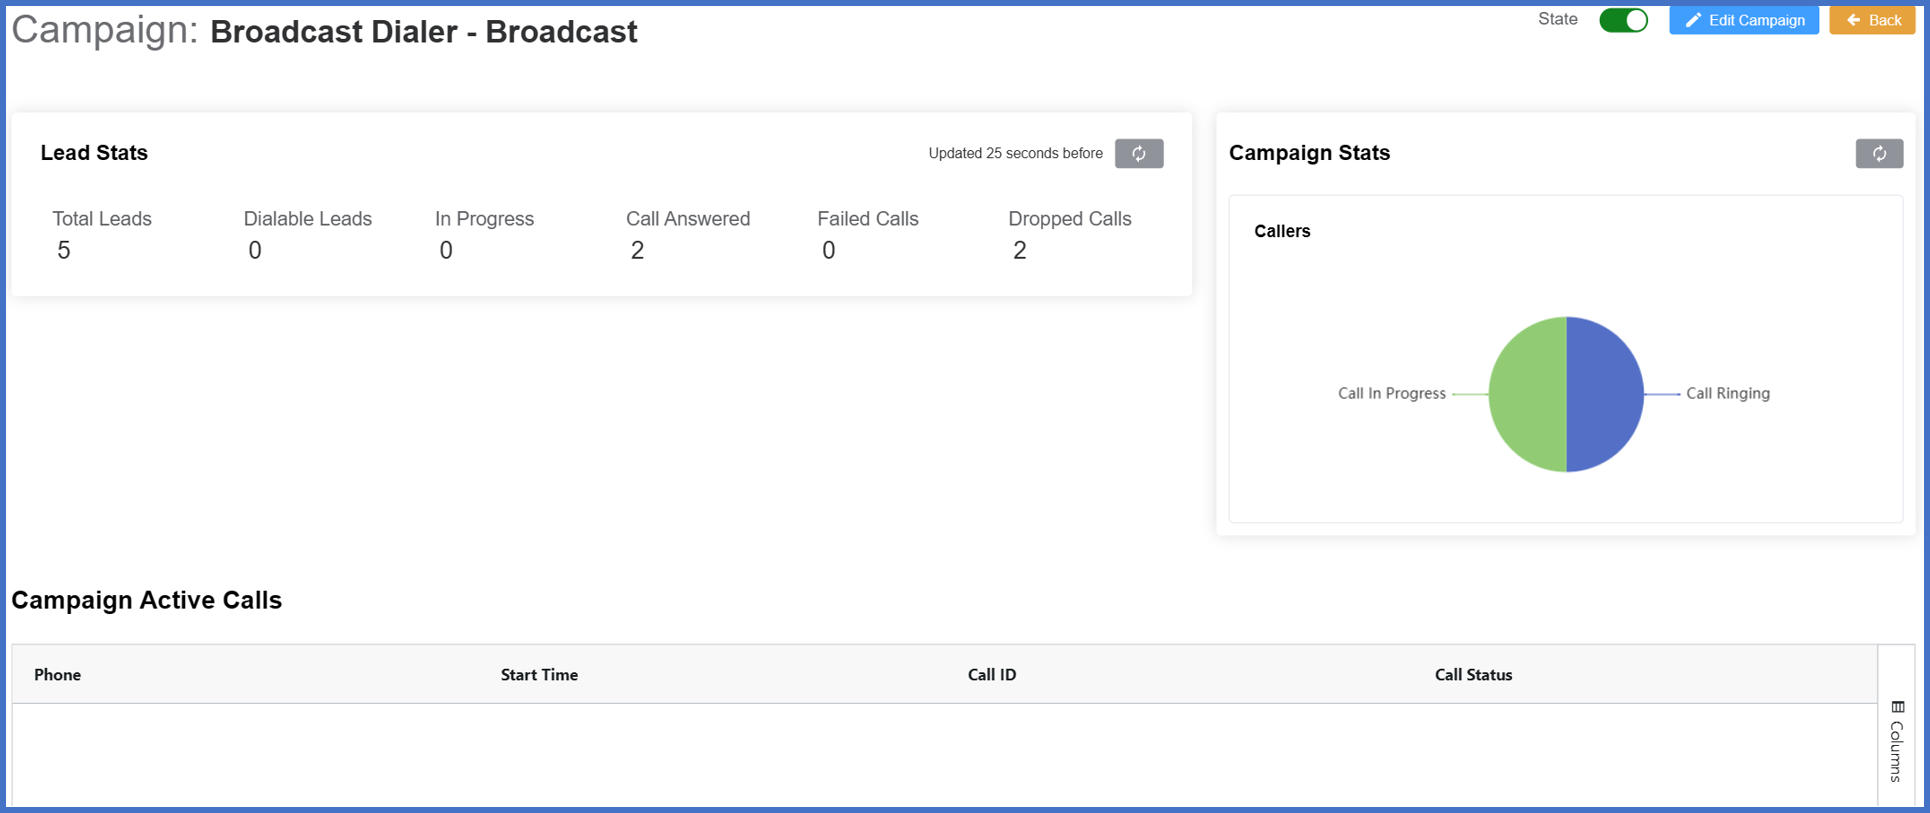 Campaign: Broadcast Dialer - Broadcast
State
Edit Campaign
Back
Lead Stats
Updated 25 seconds before
Total Leads
5
Dialable Leads
0
In Progress
0
Call Answered
2
Failed Calls
0
Dropped Calls
2
Campaign Stats
Callers
Call In Progress
Call Ringing
Campaign Active Calls
Phone
Start Time
Call ID
Call Status
Columns